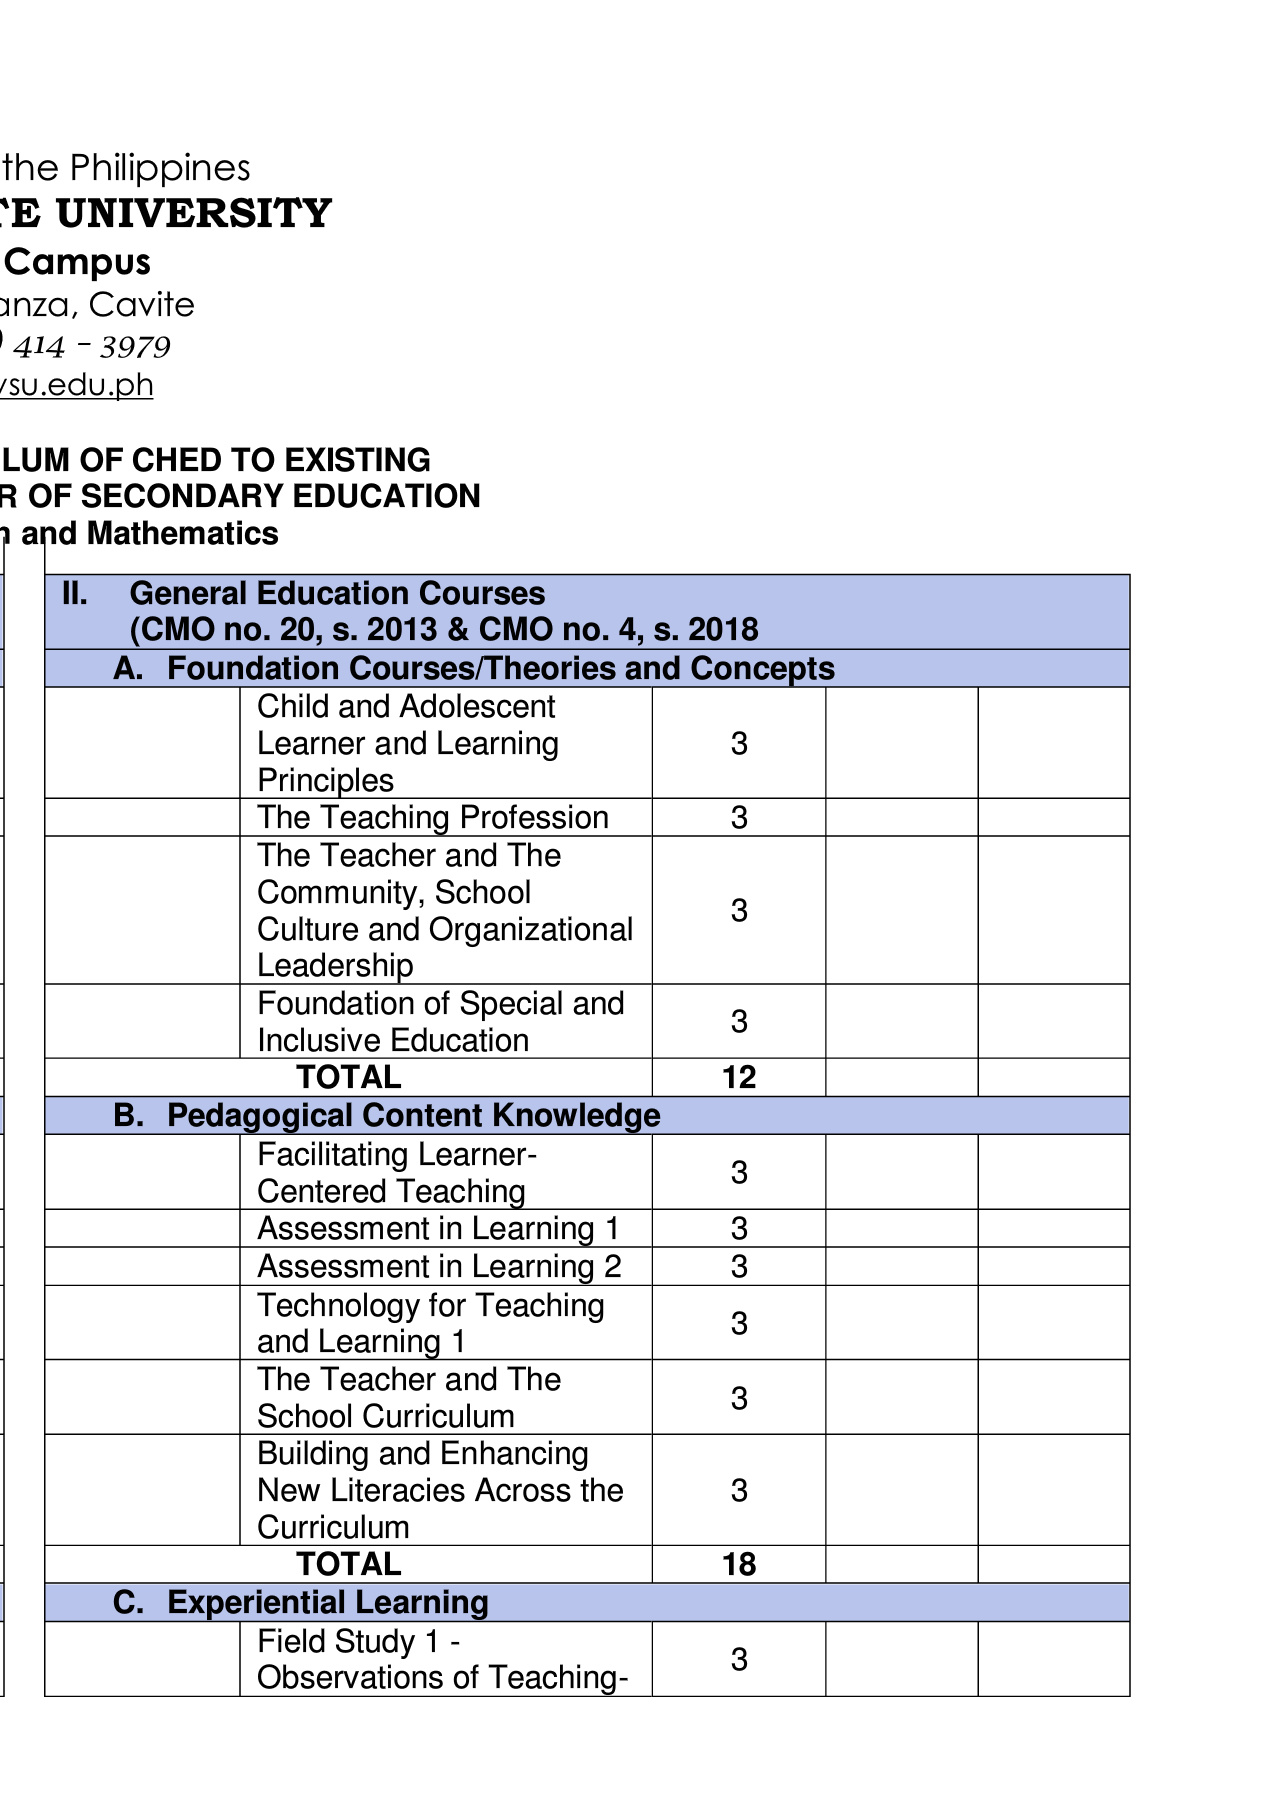 the Philippines
TE UNIVERSITY
Campus
anza, Cavite
) 414 - 3979
vsu.edu.ph
LUM OF CHED TO EXISTING
R OF SECONDARY EDUCATION
and Mathematics
II. General Education Courses
(CMO no. 20, s. 2013 & CMO no. 4, s. 2018
A. Foundation Courses/Theories and Concepts
Child and Adolescent
Learner and Learning
Principles
3
The Teaching Profession 3
The Teacher and The
Community, School
Culture and Organizational
Leadership
3
Foundation of Special and
Inclusive Education
3
TOTAL 12
B. Pedagogical Content Knowledge
Facilitating Learner-
Centered Teaching
3
Assessment in Learning 1 3
Assessment in Learning 2 3
Technology for Teaching
and Learning 1
3
The Teacher and The
School Curriculum
3
Building and Enhancing
New Literacies Across the
Curriculum
3
TOTAL 18
C. Experiential Learning
Field Study 1 -
Observations of Teaching-
3